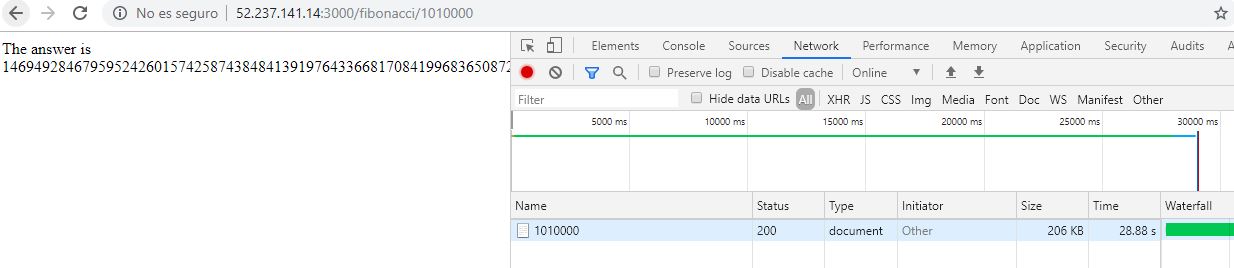 No es seguro | 52.237.141.14:3000/fibonacci/1010000
The answer is
Elements Console Sources Network Performance Memory Application Security Audits
Preserve log Disable cache Online
Filter Hide data URLs All XHR JS CSS Img Media Font Doc WS Manifest Other
5000 ms 10000 ms 15000 ms 20000 ms 25000 ms 30000 ms
Name Status Type Initiator Size Time Waterfall
1010000 200 document Other 206 KB 28.88 s